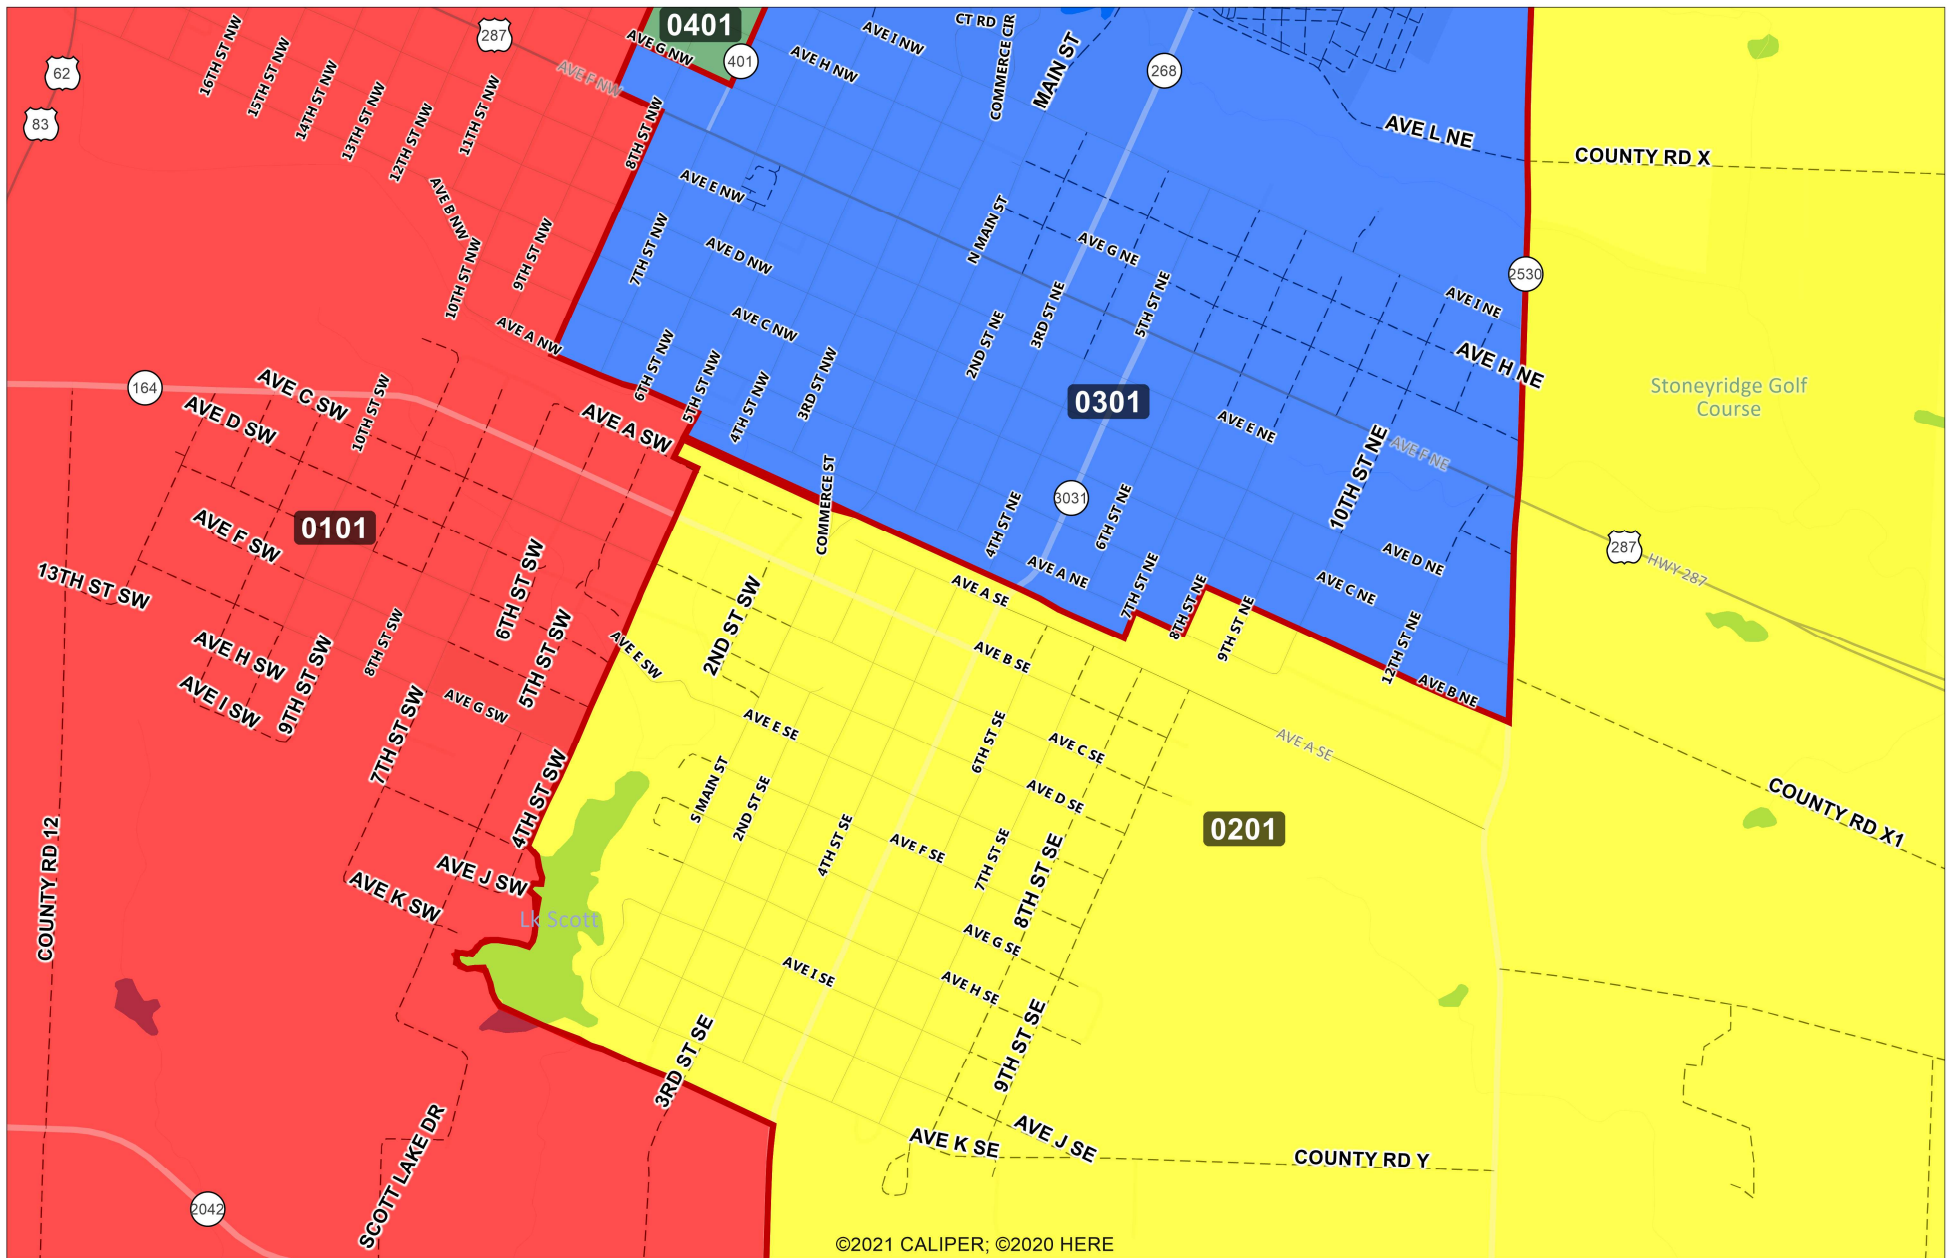 0401
287
401
62
83
16TH ST NW
15TH ST NW
14TH ST NW
13TH ST NW
12TH ST NW
11TH ST NW
AVE G NW
AVE F NW
AVE H NW
AVE I NW
CT RD
COMMERCE CIR
MAIN ST
268
AVE L NE
COUNTY RD X
8TH ST NW
AVE E NW
AVE B NW
10TH ST NW
9TH ST NW
7TH ST NW
AVE D NW
N MAIN ST
AVE G NE
2530
AVE I NE
AVE H NE
AVE A NW
AVE C NW
2ND ST NE
3RD ST NE
5TH ST NE
6TH ST NW
5TH ST NW
4TH ST NW
3RD ST NW
0301
Stoneyridge Golf
Course
164
AVE C SW
AVE D SW
10TH ST SW
AVE A SW
AVE E NE
AVE F NE
10TH ST NE
COMMERCE ST
3031
4TH ST NE
6TH ST NE
0101
AVE F SW
13TH ST SW
6TH ST SW
5TH ST SW
AVE A NE
7TH ST NE
8TH ST NE
9TH ST NE
AVE C NE
AVE D NE
12TH ST NE
AVE B NE
287
HWY 287
AVE H SW
AVE I SW
9TH ST SW
8TH ST SW
AVE G SW
7TH ST SW
AVE E SW
2ND ST SW
AVE A SE
AVE B SE
AVE E SE
6TH ST SE
AVE C SE
AVE A SE
COUNTY RD X1
COUNTY RD 12
4TH ST SW
S MAIN ST
2ND ST SE
4TH ST SE
AVE F SE
AVE D SE
7TH ST SE
8TH ST SE
0201
AVE J SW
AVE K SW
Lk Scott
AVE G SE
AVE I SE
AVE H SE
9TH ST SE
3RD ST SE
AVE K SE
AVE J SE
COUNTY RD Y
SCOTT LAKE DR
2042
©2021 CALIPER; ©2020 HERE